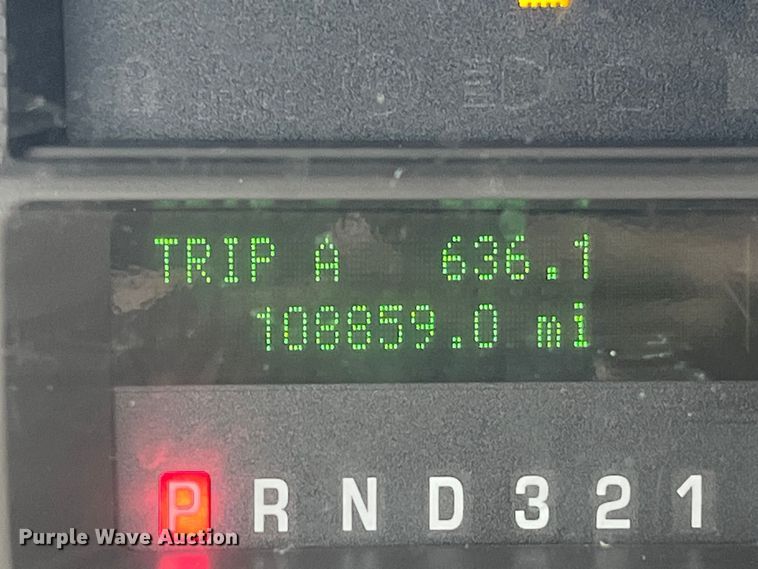 TRIP A 636.1
108859.0 mi
P R N D 3 2 1
Purple Wave Auction